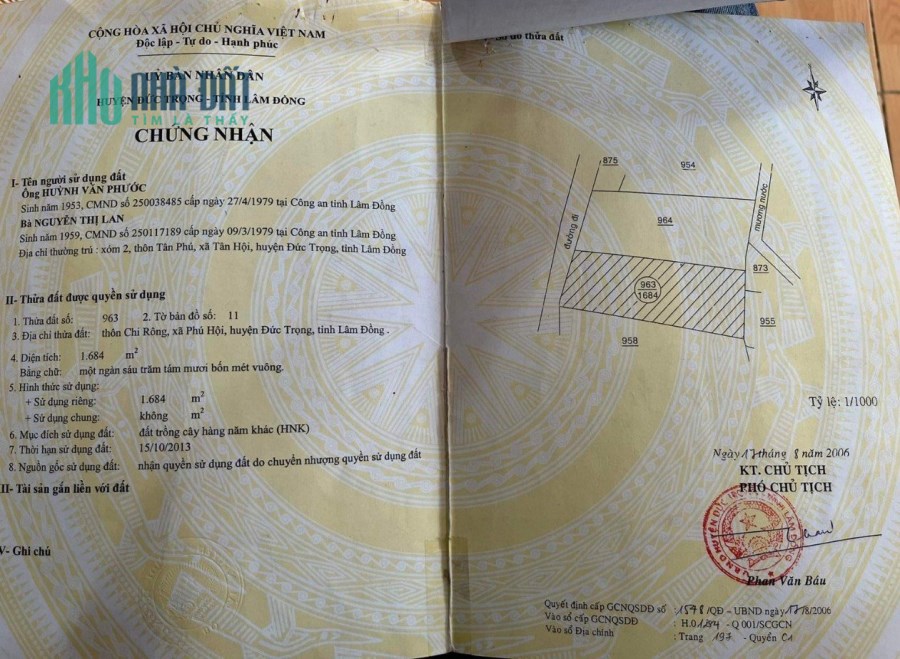 CỘNG HÒA XÃ HỘI CHỦ NGHĨA VIỆT NAM
Độc lập - Tự do - Hạnh phúc
ỦY BAN NHÂN DÂN
HUYỆN ĐỨC TRỌNG - TỈNH LÂM ĐỒNG
KHO NHÀ ĐẤT
TÌM LÀ THẤY
CHỨNG NHẬN
I- Tên người sử dụng đất
Ông HUỲNH VĂN PHƯỚC
Sinh năm 1953, CMND số 250038485 cấp ngày 27/4/1979 tại Công an tỉnh Lâm Đồng
Bà NGUYỄN THỊ LAN
Sinh năm 1959, CMND số 250117189 cấp ngày 09/3/1979 tại Công an tỉnh Lâm Đồng
Địa chỉ thường trú : xóm 2, thôn Tân Phú, xã Tân Hội, huyện Đức Trọng, tỉnh Lâm Đồng
II- Thửa đất được quyền sử dụng
1. Thửa đất số: 963 2. Tờ bản đồ số: 11
3. Địa chỉ thửa đất: thôn Chi Rông, xã Phú Hội, huyện Đức Trọng, tỉnh Lâm Đồng .
4. Diện tích: 1.684 m2
Bằng chữ: một ngàn sáu trăm tám mươi bốn mét vuông.
5. Hình thức sử dụng:
+ Sử dụng riêng: 1.684 m2
+ Sử dụng chung: không m2
6. Mục đích sử dụng đất: đất trồng cây hàng năm khác (HNK)
7. Thời hạn sử dụng đất: 15/10/2013
8. Nguồn gốc sử dụng đất: nhận quyền sử dụng đất do chuyển nhượng quyền sử dụng đất
II- Tài sản gắn liền với đất
V- Ghi chú
đồ thửa đất
875
954
964
đường đi
mương nước
873
963
1684
955
958
Tỷ lệ: 1/1000
Ngày 17 tháng 8 năm 2006
KT. CHỦ TỊCH
PHÓ CHỦ TỊCH
Phan Văn Báu
Quyết định cấp GCNQSDĐ số : 1578 /QĐ - UBND ngày 17/8/2006
Vào sổ cấp GCNQSDĐ : H.01294 - Q 001/SCGCN
Vào sổ Địa chính : Trang 197 - Quyển C1